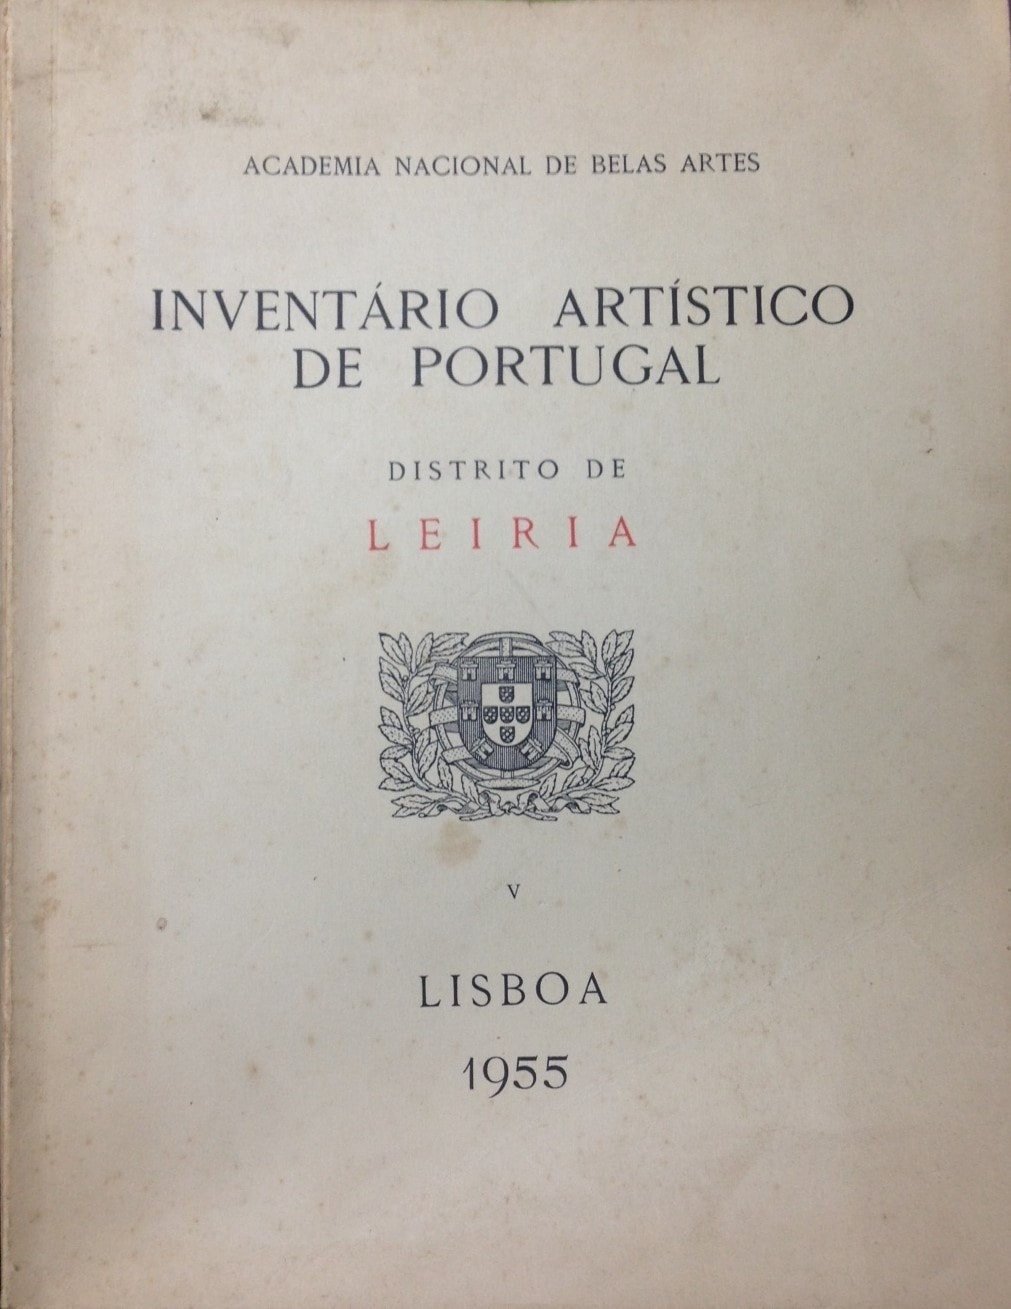 ACADEMIA NACIONAL DE BELAS ARTES
INVENTÁRIO ARTÍSTICO
DE PORTUGAL
DISTRITO DE
LEIRIA
V
LISBOA
1955